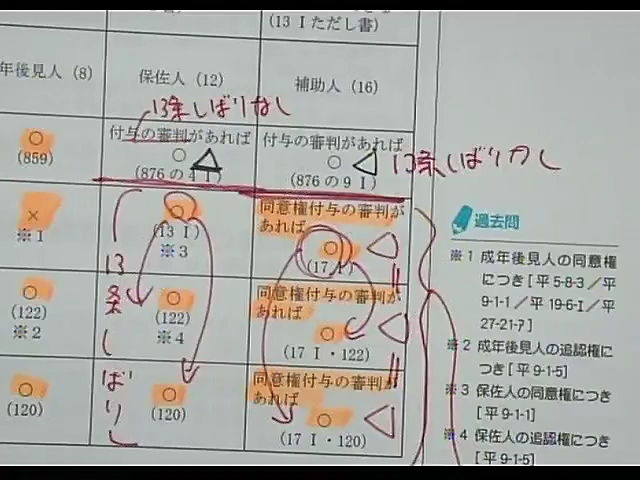 (13 Ⅰただし書)
年後見人 (8)
保佐人 (12)
補助人 (16)
13条しばりなし
○
(859)
付与の審判があれば
○ △
(876の4Ⅰ)
付与の審判があれば
○ △
(876の9Ⅰ)
13条しばりなし
×
※1
○
(13 Ⅰ)
※3
同意権付与の審判が
あれば
○ △
(17 Ⅰ)
13条しばり
○
(122)
※2
○
(122)
※4
同意権付与の審判が
あれば
○ △
(17 Ⅰ・122)
○
(120)
○
(120)
同意権付与の審判が
あれば
○ △
(17 Ⅰ・120)
過去問
※1 成年後見人の同意権
につき[平5-8-3/平
9-1-1/平19-6-Ⅰ/平
27-21-ｱ]
※2 成年後見人の追認権に
つき[平9-1-5]
※3 保佐人の同意権につき
[平9-1-1]
※4 保佐人の追認権につき
[平9-1-5]